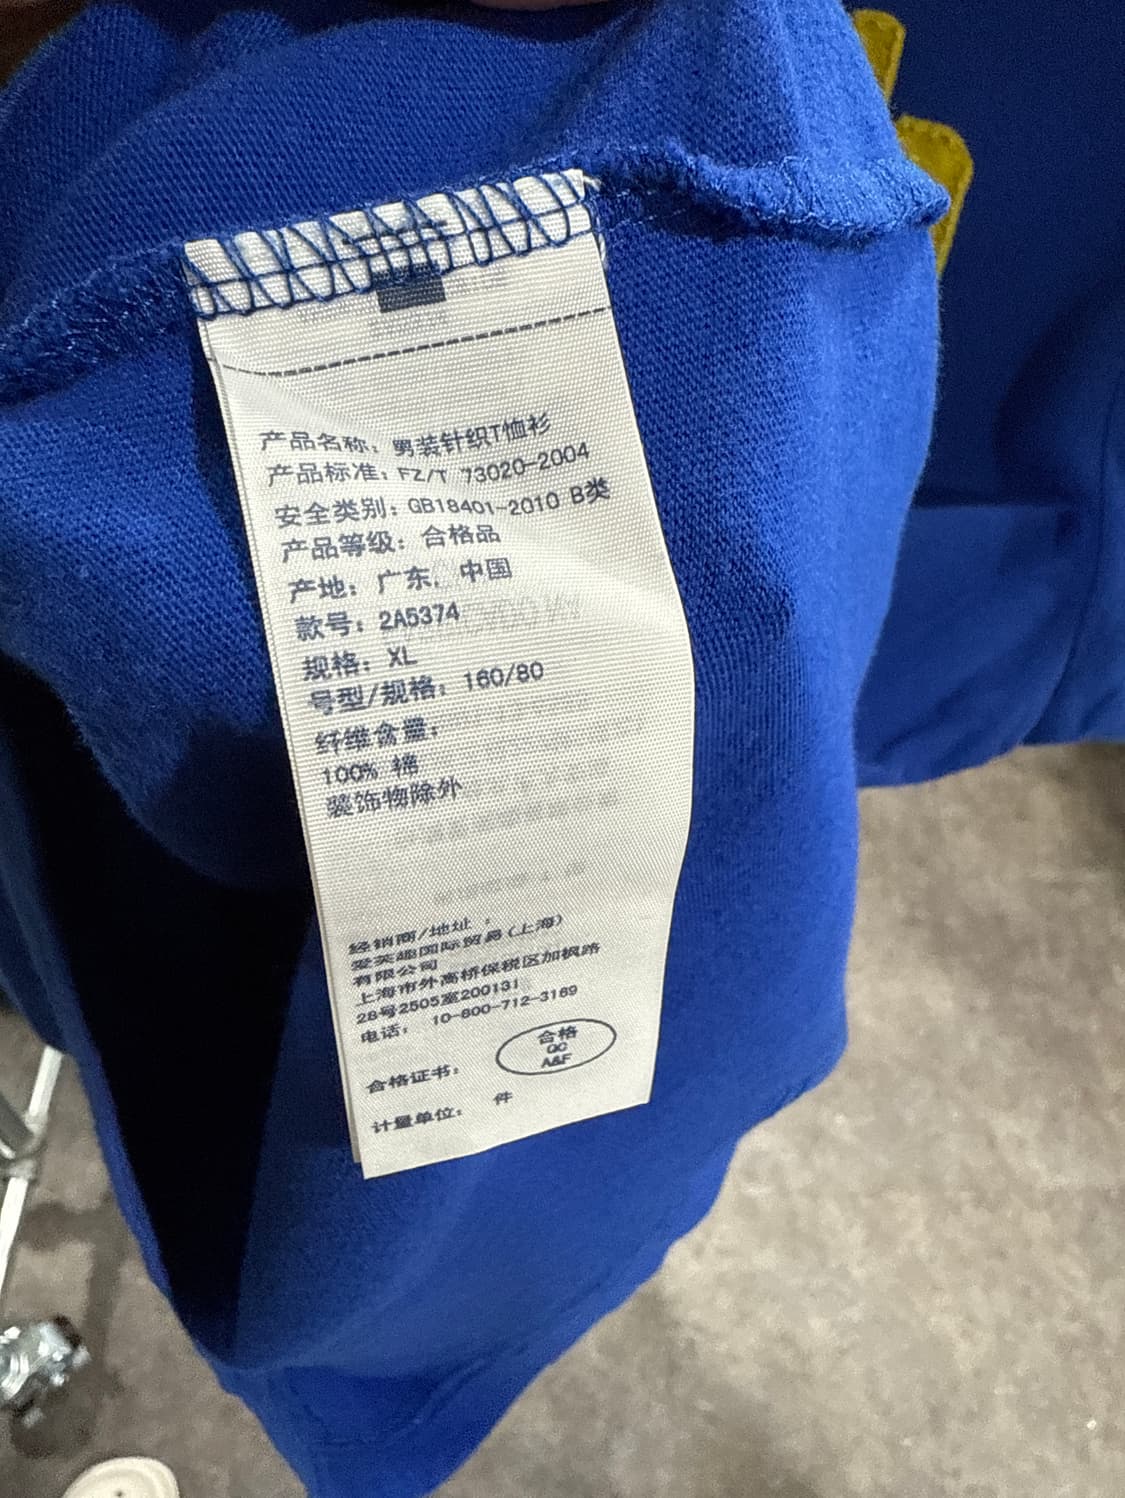 产品名称：男装针织T恤衫
产品标准：FZ/T 73020-2004
安全类别：GB18401-2010 B类
产品等级：合格品
产地：广东，中国
款号：2A5374
规格：XL
号型/规格：160/80
纤维含量：
100% 棉
装饰物除外
经销商/地址：
爱芙趣国际贸易(上海)
有限公司
上海市外高桥保税区加枫路
28号2505室200131
电话： 10-800-712-3169
合格
QC
A&F
合格证书：
计量单位： 件